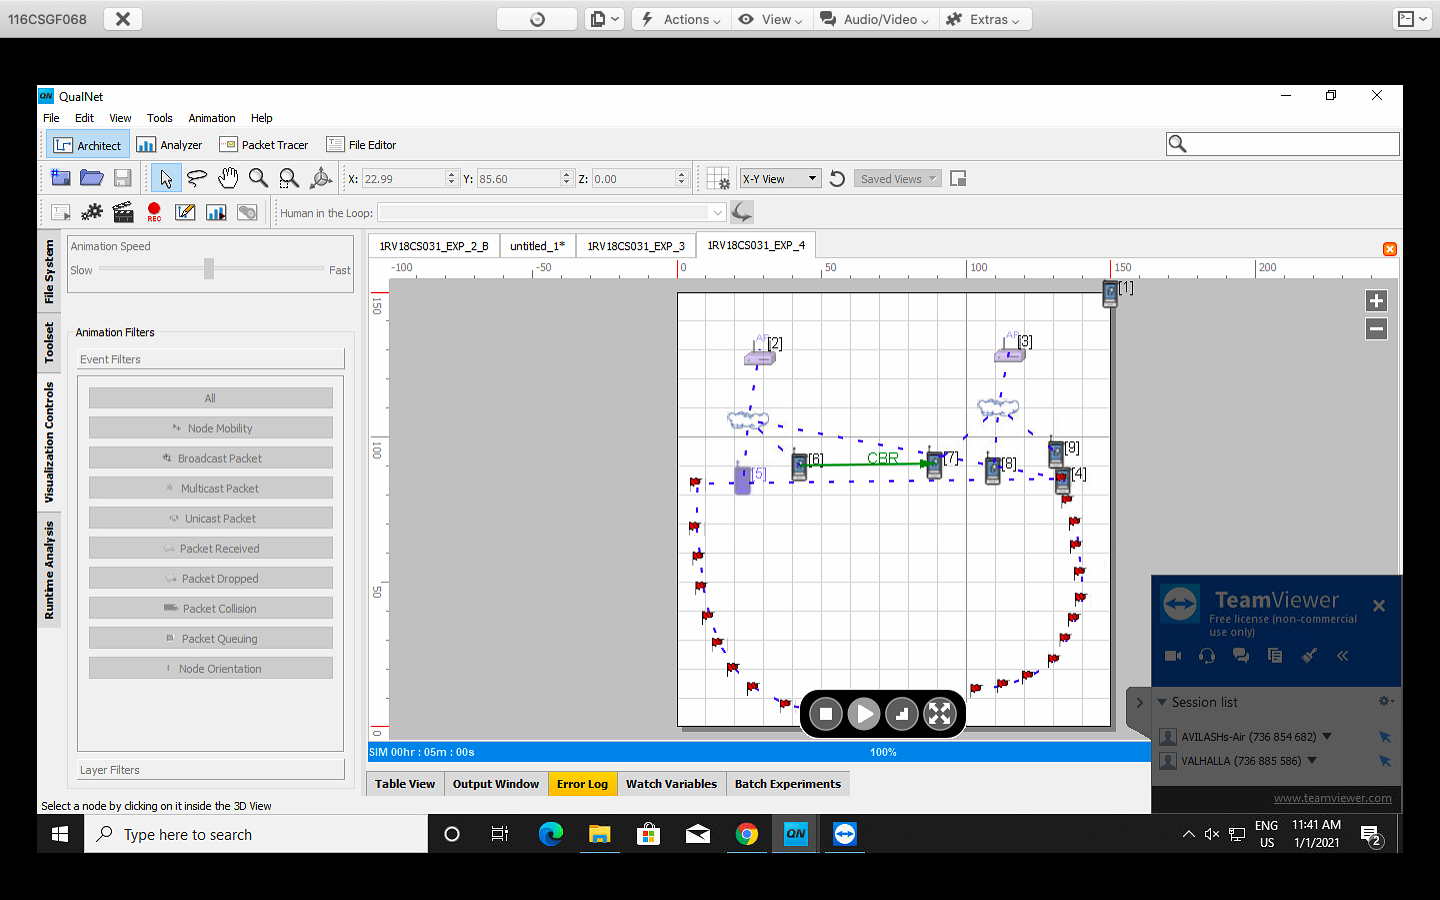 116CSGF068
Actions
View
Audio/Video
Extras
QN QualNet
File Edit View Tools Animation Help
Architect Analyzer Packet Tracer File Editor
X: 22.99 Y: 85.60 Z: 0.00 X-Y View Saved Views
REC Human in the Loop:
File System
Toolset
Visualization Controls
Runtime Analysis
Animation Speed
Slow Fast
Animation Filters
Event Filters
All
Node Mobility
Broadcast Packet
Multicast Packet
Unicast Packet
Packet Received
Packet Dropped
Packet Collision
Packet Queuing
Node Orientation
Layer Filters
1RV18CS031_EXP_2_B untitled_1* 1RV18CS031_EXP_3 1RV18CS031_EXP_4
-100 -50 0 50 100 150 200
150
100
50
0
[1]
AP [2]
AP [3]
[9]
[6] CBR [7] [8]
[5] [4]
SIM 00hr : 05m : 00s 100%
Table View Output Window Error Log Watch Variables Batch Experiments
Select a node by clicking on it inside the 3D View
TeamViewer
Free license (non-commercial
use only)
Session list
AVILASHs-Air (736 854 682)
VALHALLA (736 885 586)
www.teamviewer.com
Type here to search
QN
ENG
US
11:41 AM
1/1/2021
2